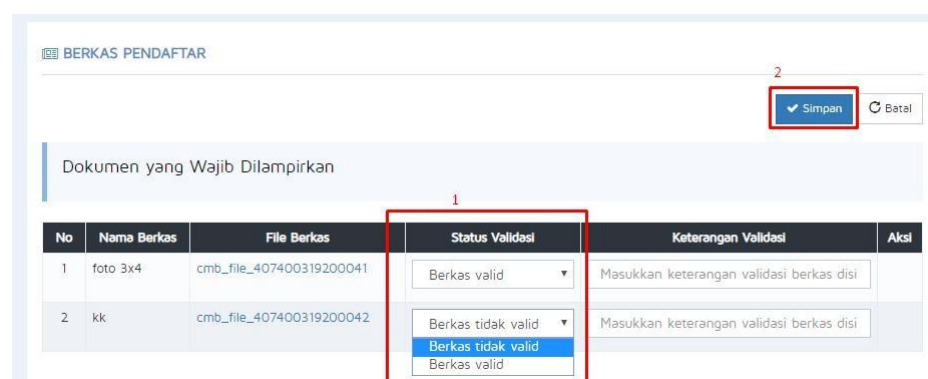 BERKAS PENDAFTAR
2
Simpan Batal
Dokumen yang Wajib Dilampirkan
1
No Nama Berkas File Berkas Status Validasi Keterangan Validasi Aksi
1 foto 3x4 cmb_file_407400319200041 Berkas valid Masukkan keterangan validasi berkas disi
2 kk cmb_file_407400319200042 Berkas tidak valid Masukkan keterangan validasi berkas disi
Berkas tidak valid
Berkas valid